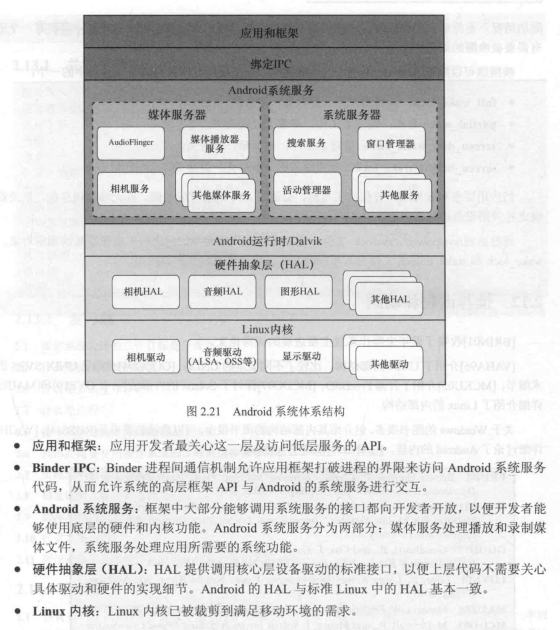 应用和框架
绑定IPC
Android系统服务
媒体服务器
AudioFlinger
媒体播放器
服务
相机服务
其他媒体服务
系统服务器
搜索服务
窗口管理器
活动管理器
其他服务
Android运行时/Dalvik
硬件抽象层（HAL）
相机HAL
音频HAL
图形HAL
其他HAL
Linux内核
相机驱动
音频驱动
(ALSA、OSS等)
显示驱动
其他驱动
图 2.21 Android 系统体系结构
● 应用和框架：应用开发者最关心这一层及访问低层服务的 API。
● Binder IPC：Binder 进程间通信机制允许应用框架打破进程的界限来访问 Android 系统服务
代码，从而允许系统的高层框架 API 与 Android 的系统服务进行交互。
● Android 系统服务：框架中大部分能够调用系统服务的接口都向开发者开放，以便开发者能
够使用底层的硬件和内核功能。Android 系统服务分为两部分：媒体服务处理播放和录制媒
体文件，系统服务处理应用所需要的系统功能。
● 硬件抽象层（HAL）：HAL 提供调用核心层设备驱动的标准接口，以便上层代码不需要关心
具体驱动和硬件的实现细节。Android 的 HAL 与标准 Linux 中的 HAL 基本一致。
● Linux 内核：Linux 内核已被裁剪到满足移动环境的需求。